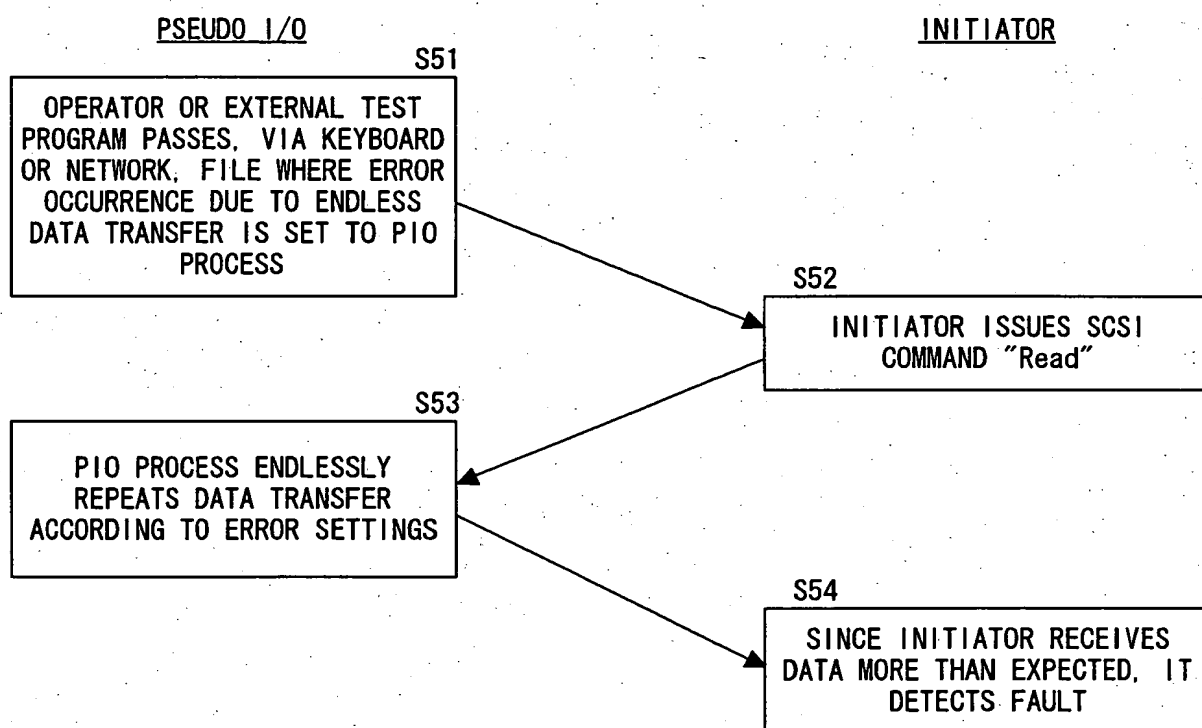 PSEUDO I/O
INITIATOR
S51
OPERATOR OR EXTERNAL TEST
PROGRAM PASSES, VIA KEYBOARD
OR NETWORK, FILE WHERE ERROR
OCCURRENCE DUE TO ENDLESS
DATA TRANSFER IS SET TO PIO
PROCESS
S52
INITIATOR ISSUES SCSI
COMMAND "Read"
S53
PIO PROCESS ENDLESSLY
REPEATS DATA TRANSFER
ACCORDING TO ERROR SETTINGS
S54
SINCE INITIATOR RECEIVES
DATA MORE THAN EXPECTED, IT
DETECTS FAULT